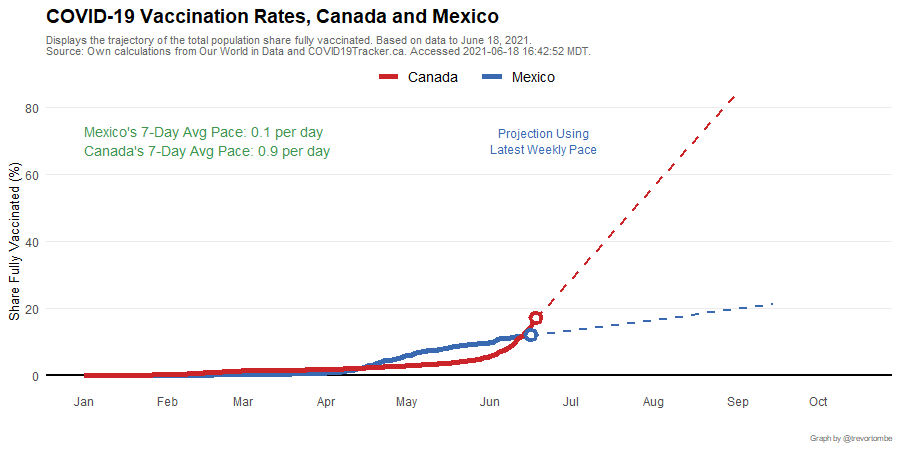 COVID-19 Vaccination Rates, Canada and Mexico
Displays the trajectory of the total population share fully vaccinated. Based on data to June 18, 2021.
Source: Own calculations from Our World in Data and COVID19Tracker.ca. Accessed 2021-06-18 16:42:52 MDT.
Canada Mexico
Mexico's 7-Day Avg Pace: 0.1 per day
Canada's 7-Day Avg Pace: 0.9 per day
Projection Using
Latest Weekly Pace
Share Fully Vaccinated (%)
80
60
40
20
0
Jan Feb Mar Apr May Jun Jul Aug Sep Oct
Graph by @trevortombe